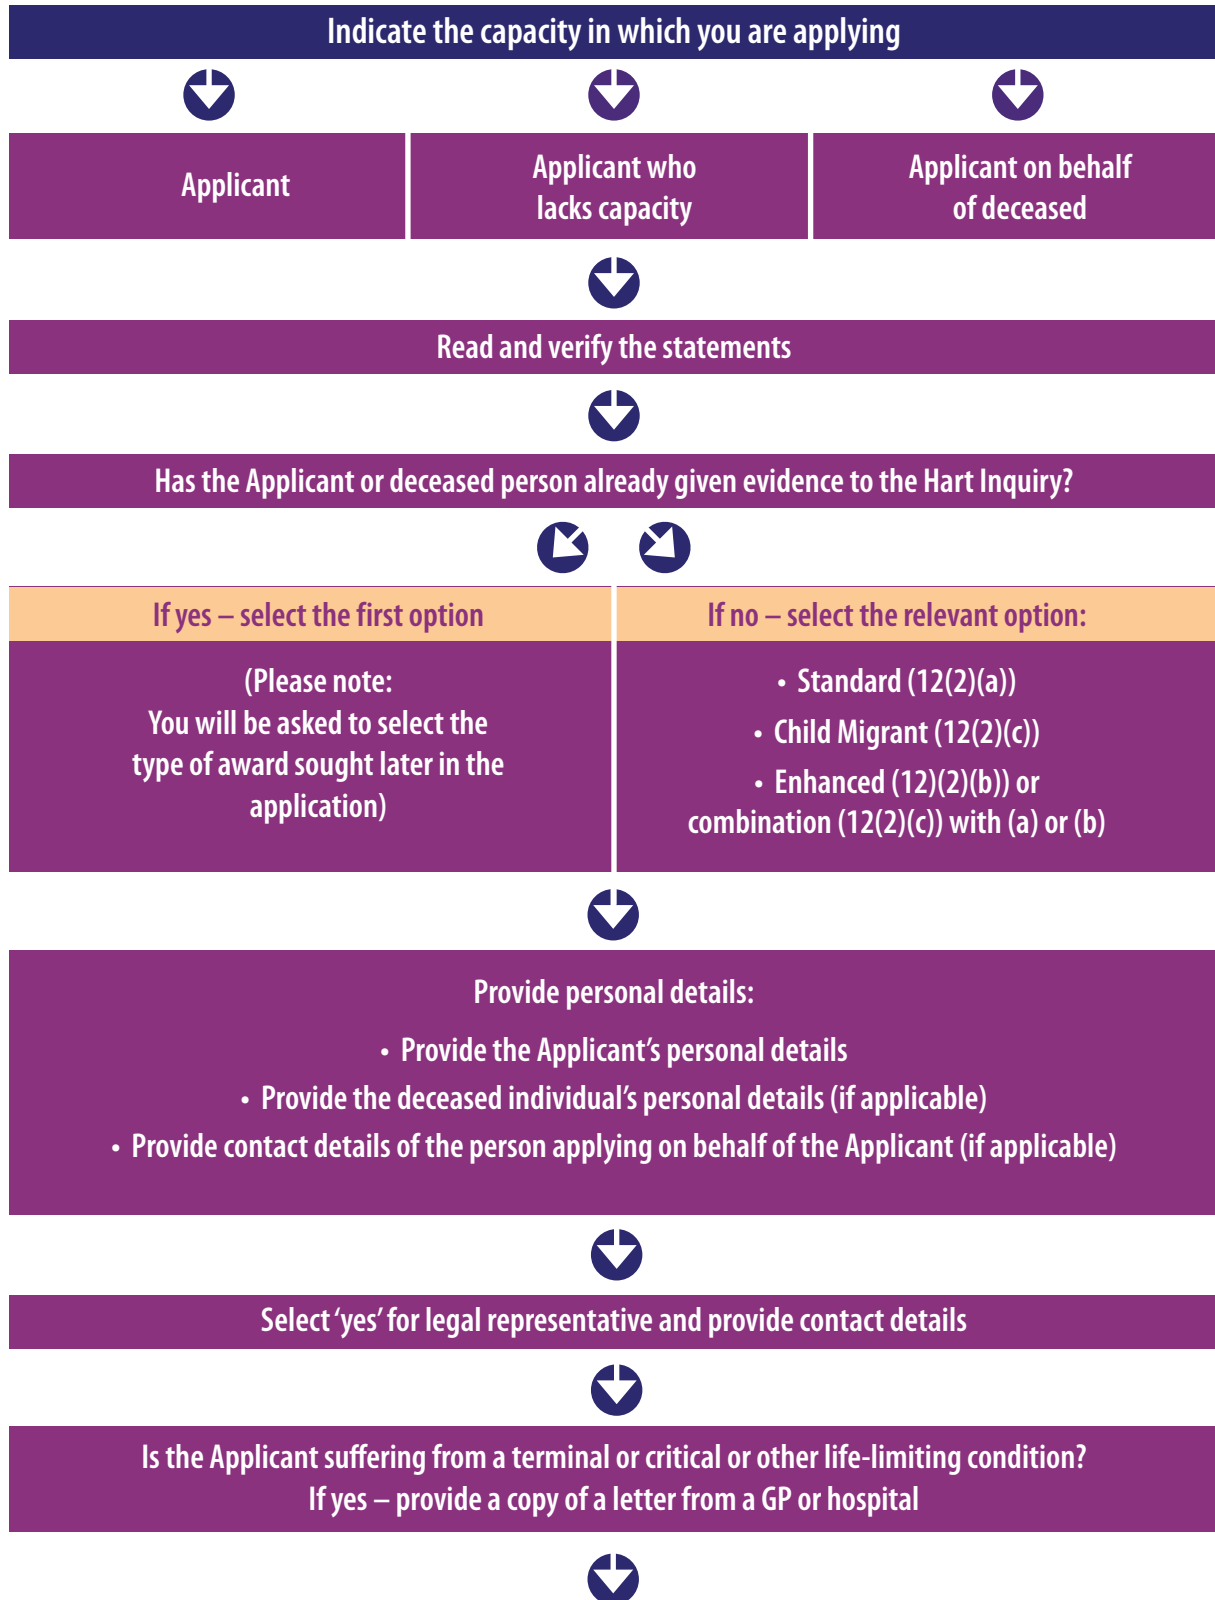 Indicate the capacity in which you are applying
Applicant
Applicant who
lacks capacity
Applicant on behalf
of deceased
Read and verify the statements
Has the Applicant or deceased person already given evidence to the Hart Inquiry?
If yes – select the first option
(Please note:
You will be asked to select the
type of award sought later in the
application)
If no – select the relevant option:
• Standard (12(2)(a))
• Child Migrant (12(2)(c))
• Enhanced (12)(2)(b)) or
combination (12(2)(c)) with (a) or (b)
Provide personal details:
• Provide the Applicant’s personal details
• Provide the deceased individual’s personal details (if applicable)
• Provide contact details of the person applying on behalf of the Applicant (if applicable)
Select ‘yes’ for legal representative and provide contact details
Is the Applicant suffering from a terminal or critical or other life-limiting condition?
If yes – provide a copy of a letter from a GP or hospital